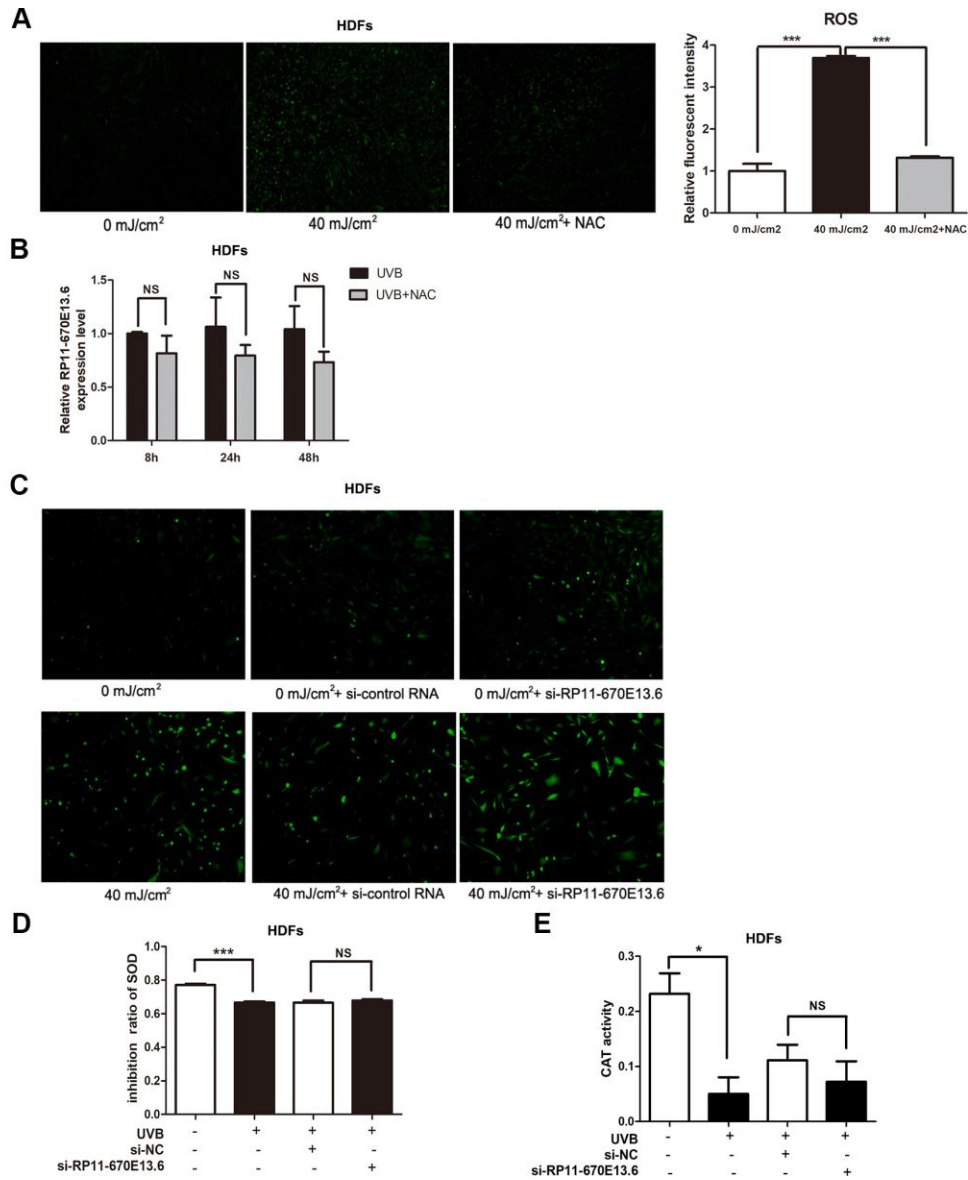 A
HDFs
0 mJ/cm²
40 mJ/cm²
40 mJ/cm²+ NAC
ROS
Relative fluorescent intensity
4
3
2
1
0
***
***
0 mJ/cm2
40 mJ/cm2
40 mJ/cm2+NAC
B
HDFs
Relative RP11-670E13.6
expression level
1.5
1.0
0.5
0.0
NS
NS
NS
8h
24h
48h
UVB
UVB+NAC
C
HDFs
0 mJ/cm²
0 mJ/cm²+ si-control RNA
0 mJ/cm²+ si-RP11-670E13.6
40 mJ/cm²
40 mJ/cm²+ si-control RNA
40 mJ/cm²+ si-RP11-670E13.6
D
HDFs
inhibition ratio of SOD
1.0
0.8
0.6
0.4
0.2
0.0
***
NS
UVB - + + +
si-NC - - + -
si-RP11-670E13.6 - - - +
E
HDFs
CAT activity
0.3
0.2
0.1
0.0
*
NS
UVB - + + +
si-NC - - + -
si-RP11-670E13.6 - - - +